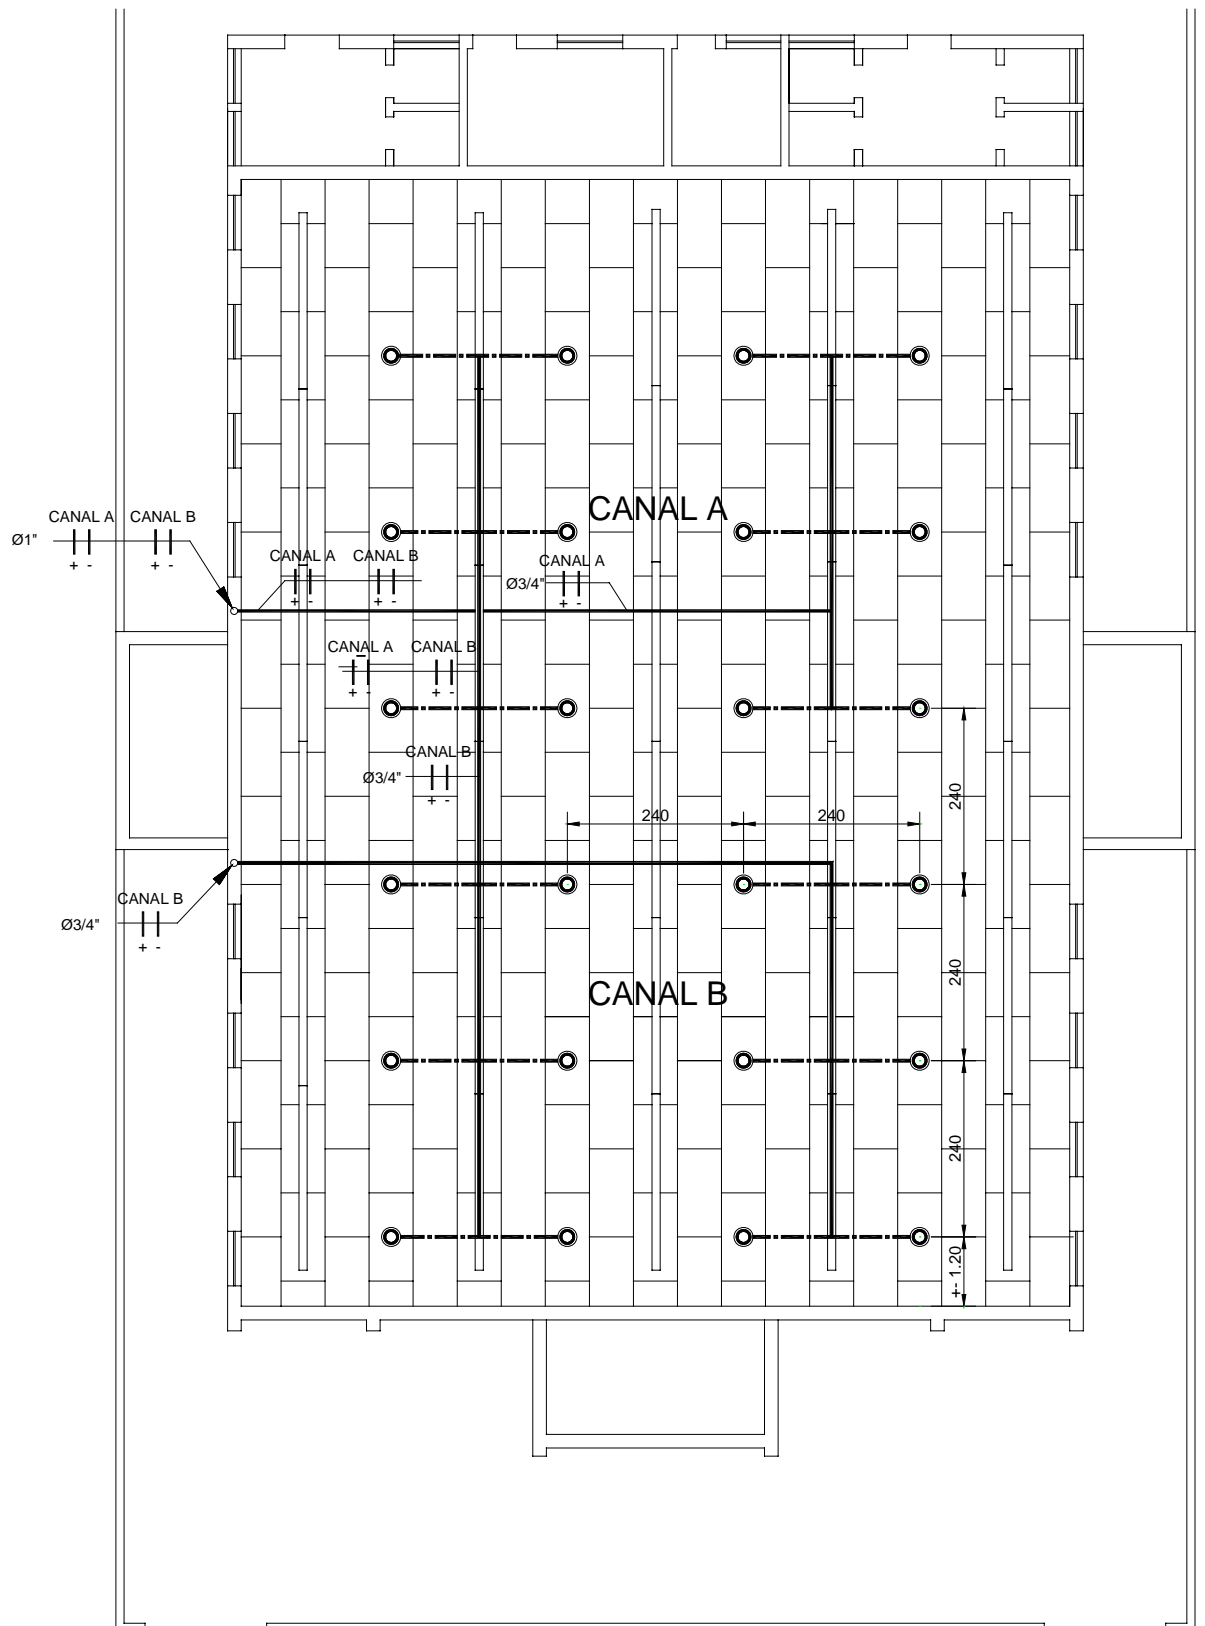 CANAL A
CANAL A CANAL B
Ø1"
+ - + -
CANAL A CANAL B
+ - + -
CANAL A
Ø3/4"
+ -
CANAL A CANAL B
+ - + -
CANAL B
Ø3/4"
+ -
240 240
240
CANAL B
Ø3/4"
+ -
240
CANAL B
240
+- 1.20